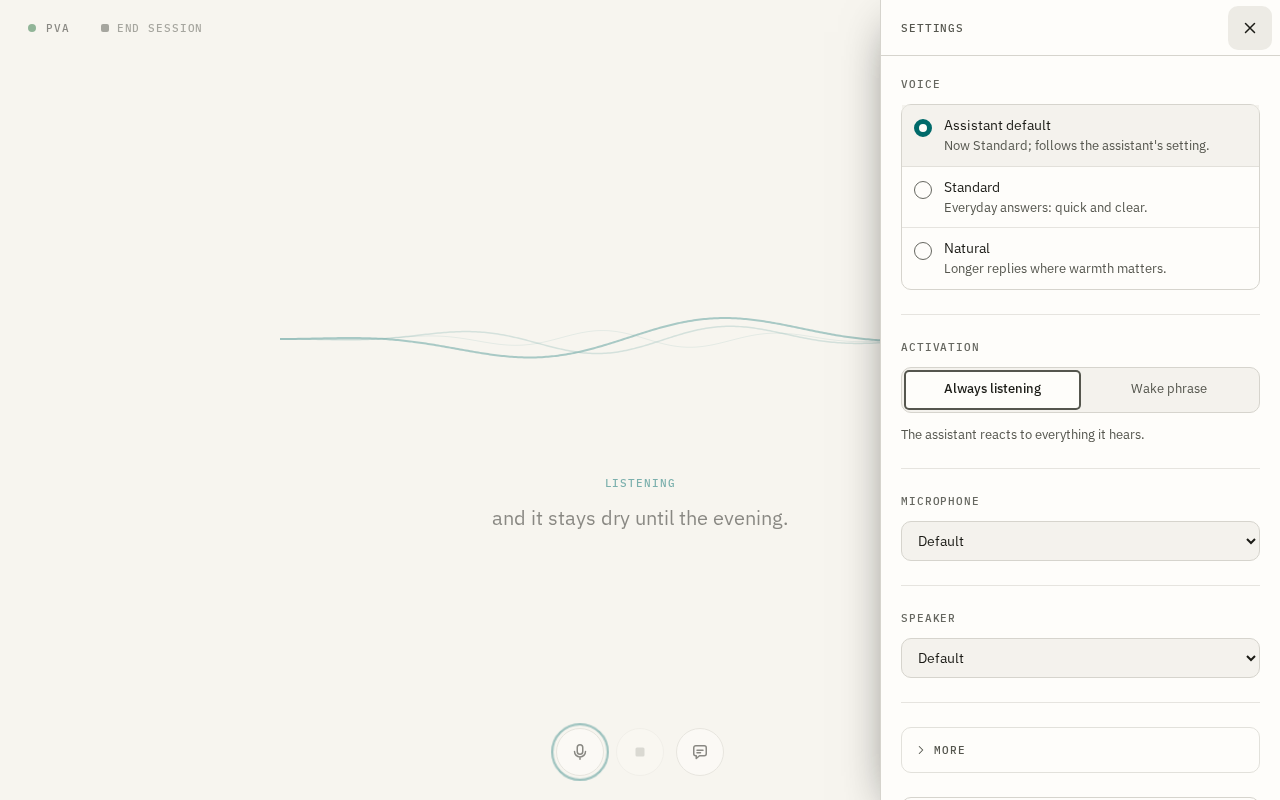 PVA
END SESSION
LISTENING
and it stays dry until the evening.
SETTINGS
VOICE
Assistant default
Now Standard; follows the assistant's setting.
Standard
Everyday answers: quick and clear.
Natural
Longer replies where warmth matters.
ACTIVATION
Always listening
Wake phrase
The assistant reacts to everything it hears.
MICROPHONE
Default
SPEAKER
Default
MORE